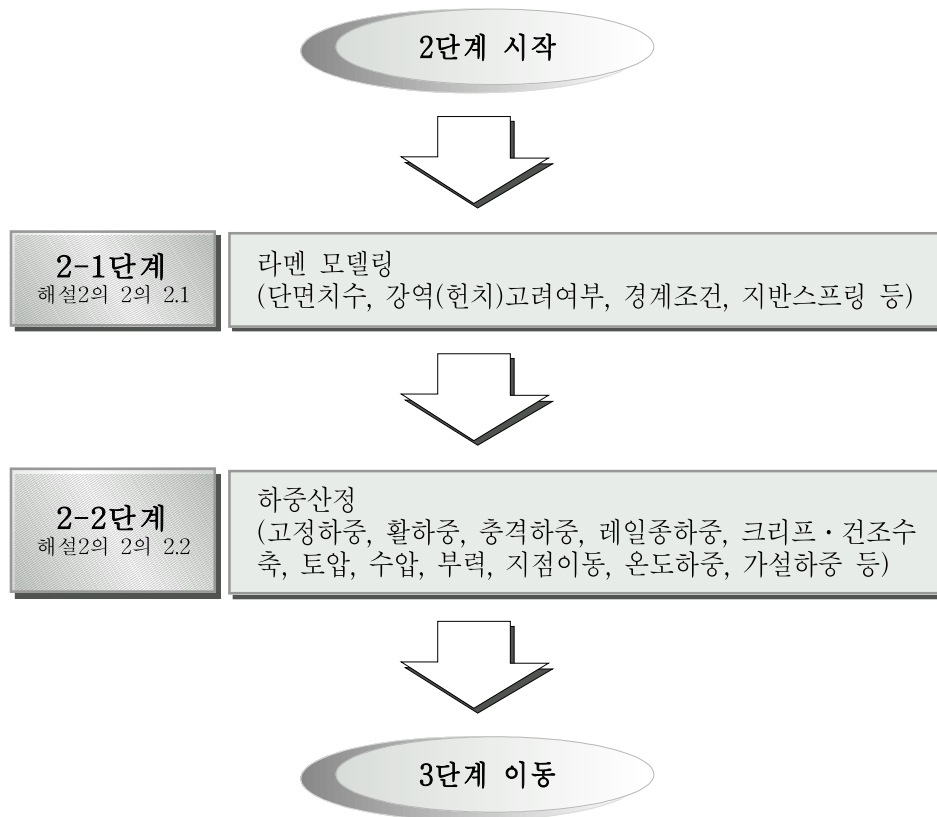 2단계 시작
2-1단계
해설2의 2의 2.1
라멘 모델링
(단면치수, 강역(헌치)고려여부, 경계조건, 지반스프링 등)
2-2단계
해설2의 2의 2.2
하중산정
(고정하중, 활하중, 충격하중, 레일종하중, 크리프·건조수
축, 토압, 수압, 부력, 지점이동, 온도하중, 가설하중 등)
3단계 이동